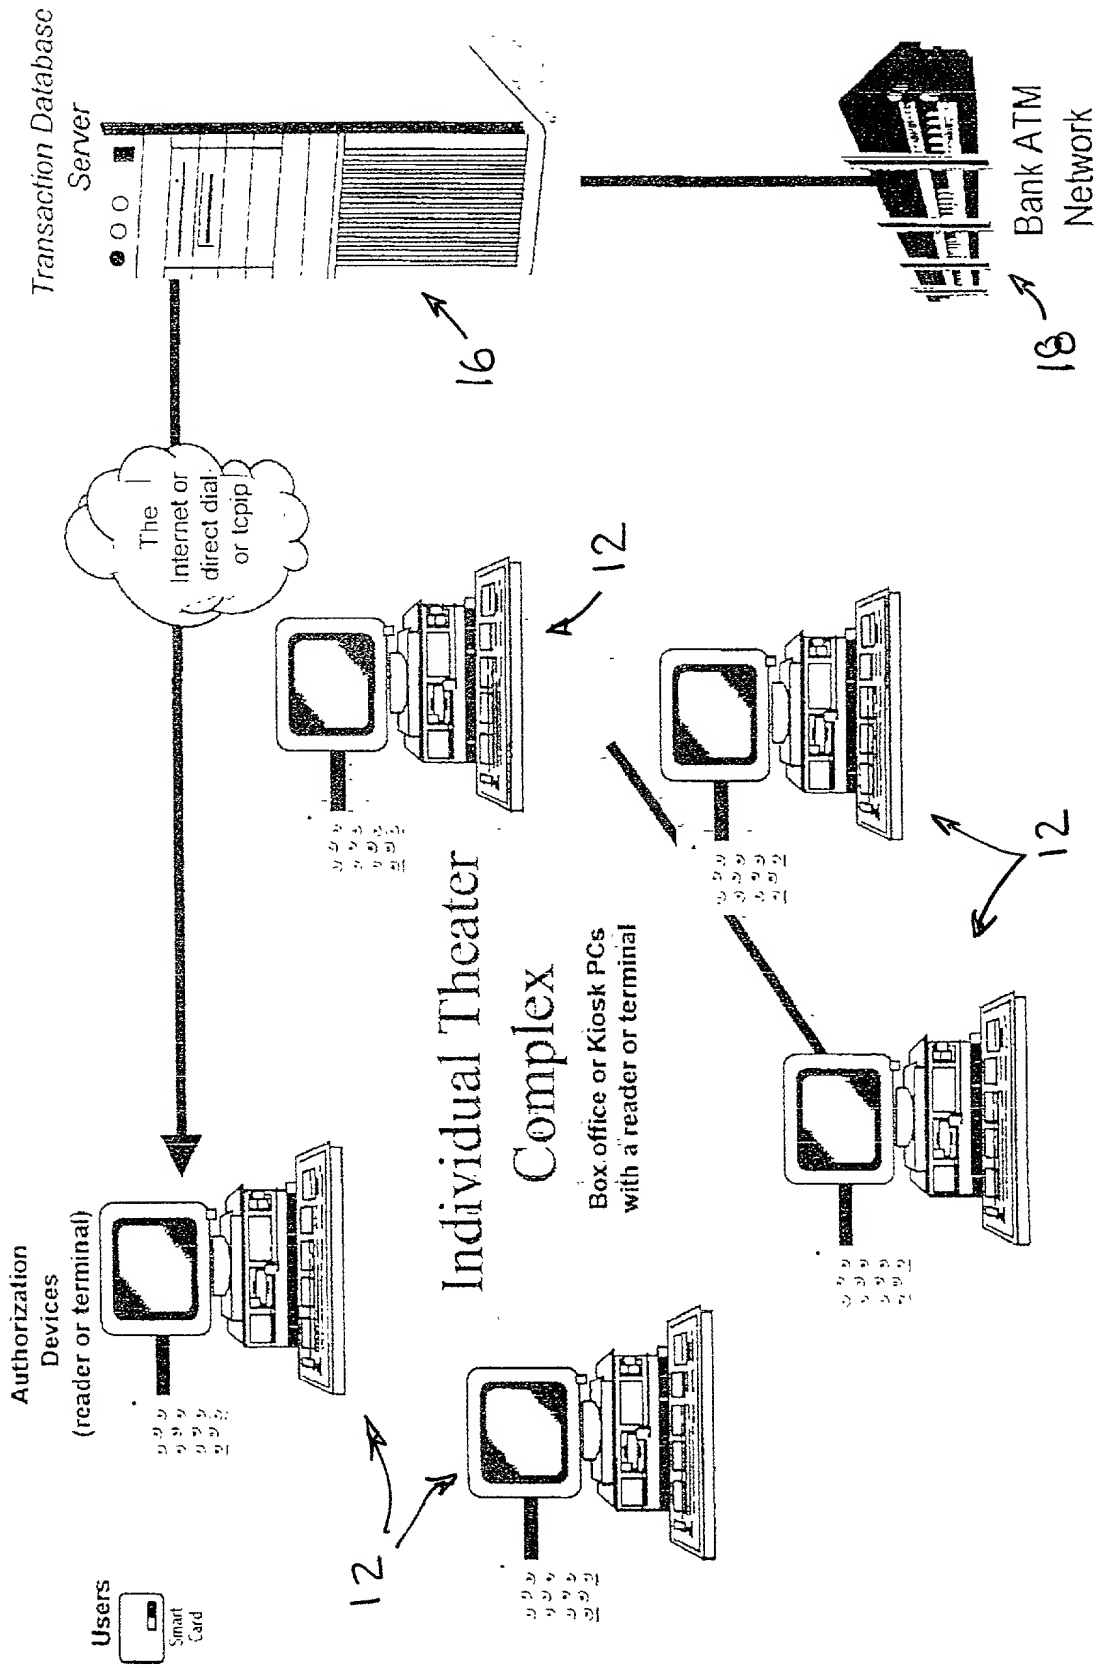 Users
Smart
Card
Authorization
Devices
(reader or terminal)
The
Internet or
direct dial
or tcpip
Transaction Database
Server
12
Individual Theater
Complex
Box office or Kiosk PCs
with a reader or terminal
12
16
12
18
Bank ATM
Network